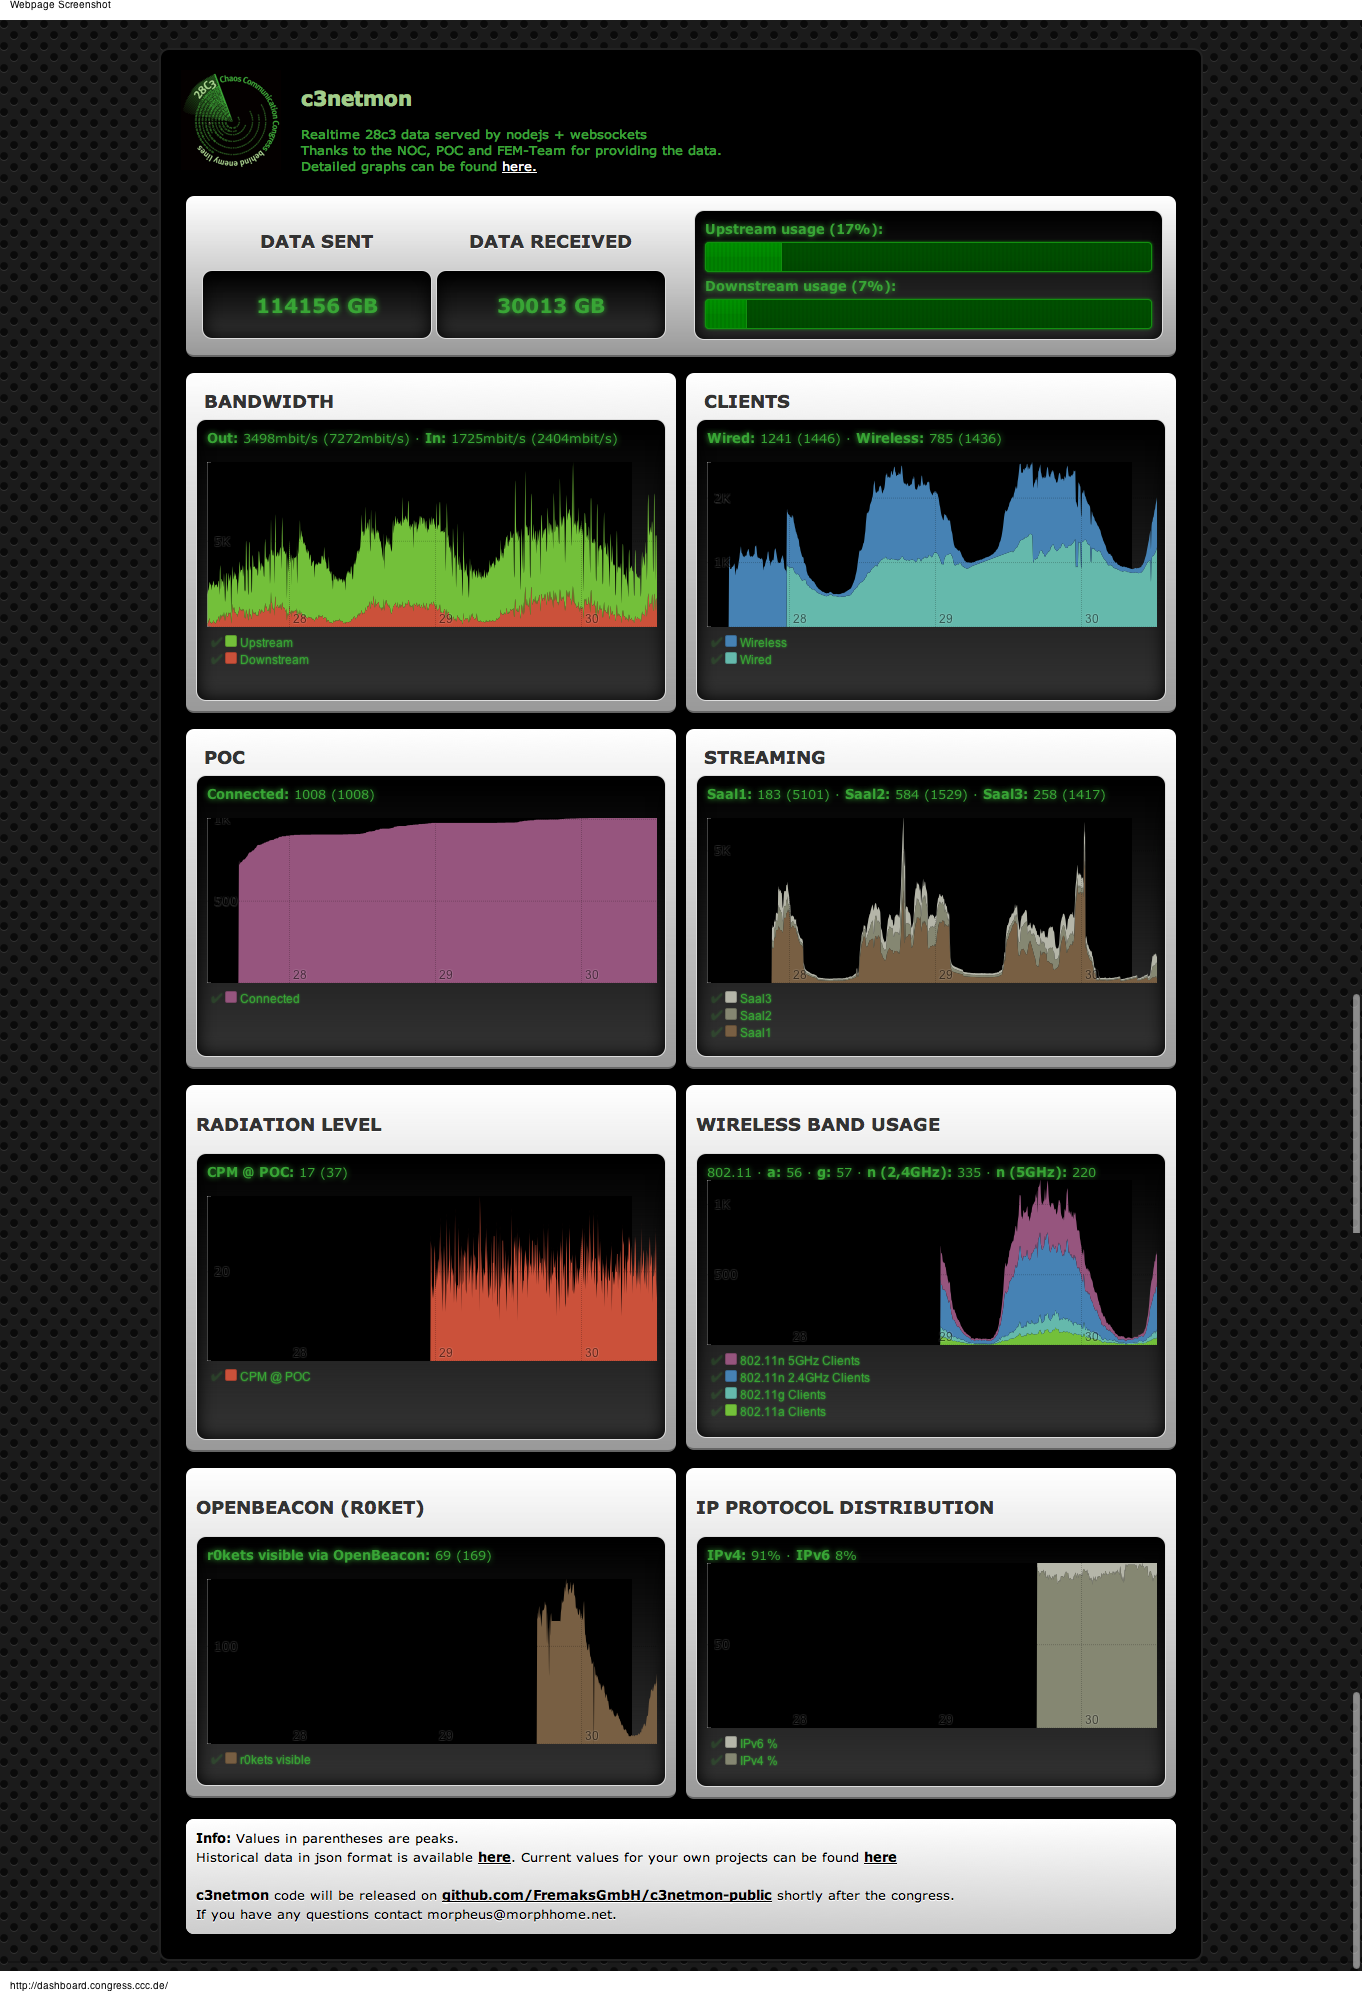 Webpage Screenshot
28C3 Chaos Communication Congress behind enemy lines
c3netmon
Realtime 28c3 data served by nodejs + websockets
Thanks to the NOC, POC and FEM-Team for providing the data.
Detailed graphs can be found here.
DATA SENT
DATA RECEIVED
114156 GB
30013 GB
Upstream usage (17%):
Downstream usage (7%):
BANDWIDTH
Out: 3498mbit/s (7272mbit/s) · In: 1725mbit/s (2404mbit/s)
5K
28 29 30
Upstream
Downstream
CLIENTS
Wired: 1241 (1446) · Wireless: 785 (1436)
2K
1K
28 29 30
Wireless
Wired
POC
Connected: 1008 (1008)
1K
500
28 29 30
Connected
STREAMING
Saal1: 183 (5101) · Saal2: 584 (1529) · Saal3: 258 (1417)
5K
28 29 30
Saal3
Saal2
Saal1
RADIATION LEVEL
CPM @ POC: 17 (37)
20
28 29 30
CPM @ POC
WIRELESS BAND USAGE
802.11 · a: 56 · g: 57 · n (2,4GHz): 335 · n (5GHz): 220
1K
500
28 29 30
802.11n 5GHz Clients
802.11n 2.4GHz Clients
802.11g Clients
802.11a Clients
OPENBEACON (R0KET)
r0kets visible via OpenBeacon: 69 (169)
100
28 29 30
r0kets visible
IP PROTOCOL DISTRIBUTION
IPv4: 91% · IPv6 8%
50
28 29 30
IPv6 %
IPv4 %
Info: Values in parentheses are peaks.
Historical data in json format is available here. Current values for your own projects can be found here
c3netmon code will be released on github.com/FremaksGmbH/c3netmon-public shortly after the congress.
If you have any questions contact morpheus@morphhome.net.
http://dashboard.congress.ccc.de/